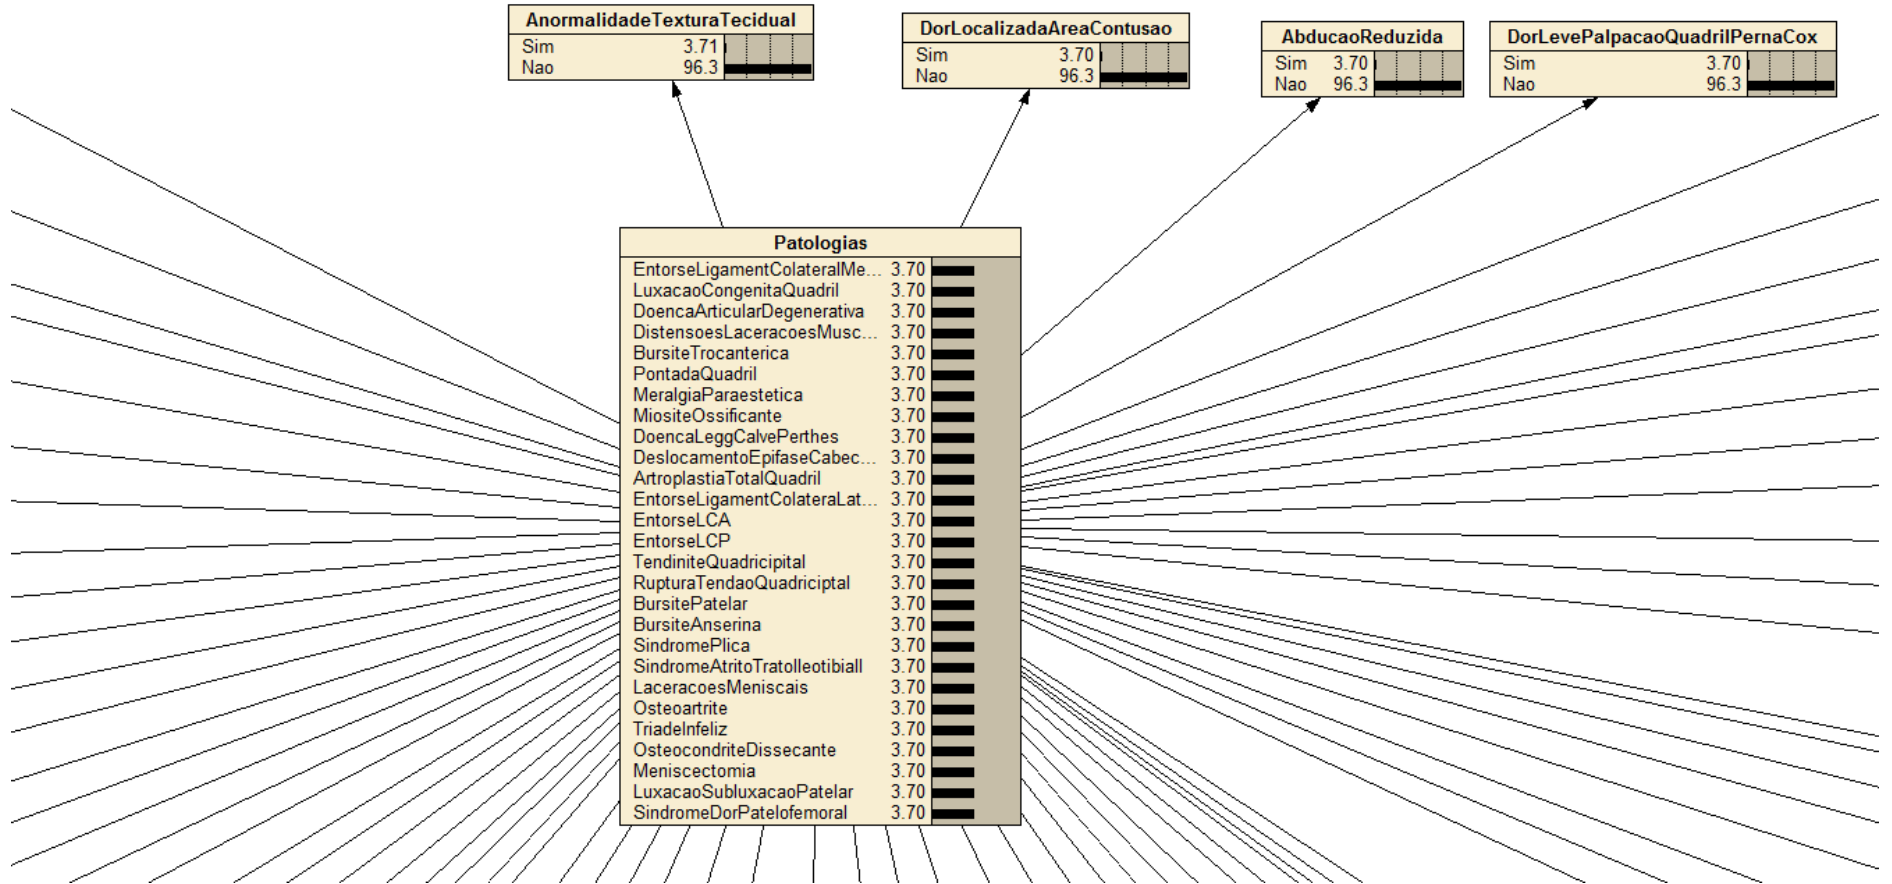 AnormalidadeTexturaTecidual
Sim 3.71
Nao 96.3
DorLocalizadaAreaContusao
Sim 3.70
Nao 96.3
AbducaoReduzida
Sim 3.70
Nao 96.3
DorLevePalpacaoQuadrilPernaCox
Sim 3.70
Nao 96.3
Patologias
EntorseLigamentColateralMe... 3.70
LuxacaoCongenitaQuadril 3.70
DoencaArticularDegenerativa 3.70
DistensoesLaceracoesMusc... 3.70
BursiteTrocanterica 3.70
PontadaQuadril 3.70
MeralgiaParaestetica 3.70
MiositeOssificante 3.70
DoencaLeggCalvePerthes 3.70
DeslocamentoEpifaseCabec... 3.70
ArtroplastiaTotalQuadril 3.70
EntorseLigamentColateraLat... 3.70
EntorseLCA 3.70
EntorseLCP 3.70
TendiniteQuadricipital 3.70
RupturaTendaoQuadriciptal 3.70
BursitePatelar 3.70
BursiteAnserina 3.70
SindromePlica 3.70
SindromeAtritoTratoIleotibiall 3.70
LaceracoesMeniscais 3.70
Osteoartrite 3.70
TriadeInfeliz 3.70
OsteocondriteDissecante 3.70
Meniscectomia 3.70
LuxacaoSubluxacaoPatelar 3.70
SindromeDorPatelofemoral 3.70